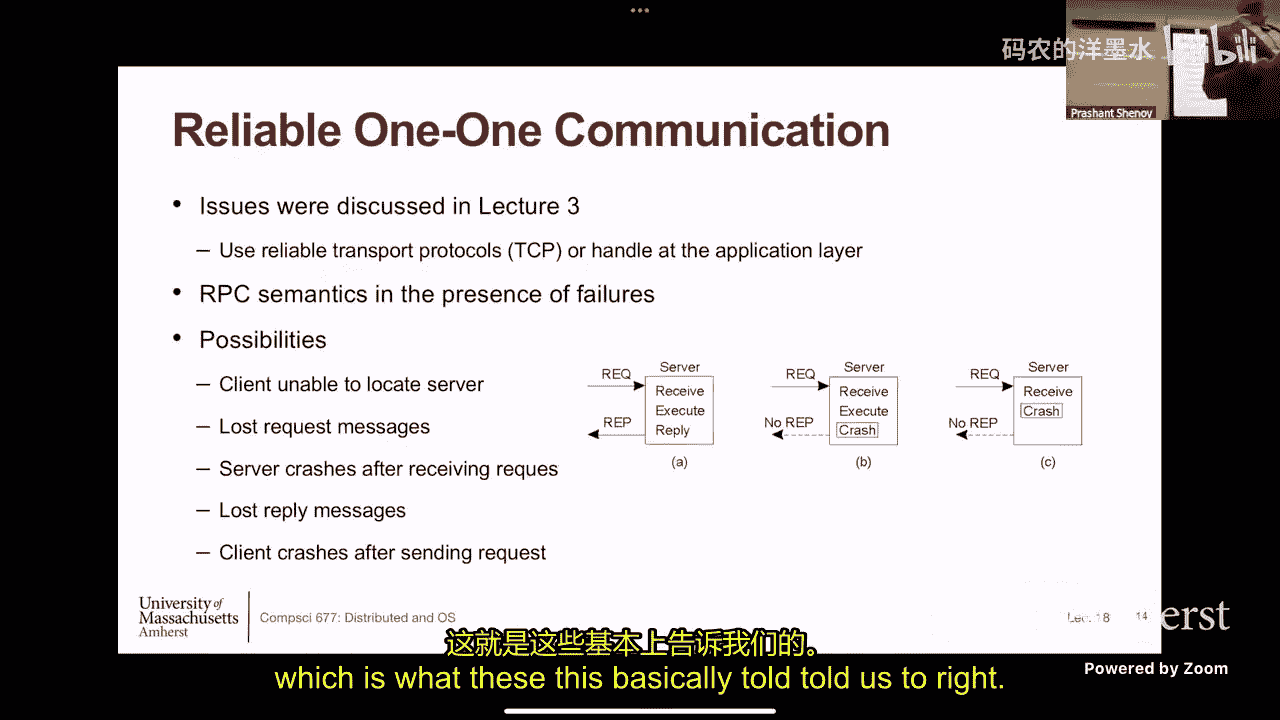 码农的洋墨水
bilibili
Prashant Shenoy
Reliable One-One Communication
• Issues were discussed in Lecture 3
– Use reliable transport protocols (TCP) or handle at the application layer
• RPC semantics in the presence of failures
• Possibilities
– Client unable to locate server
– Lost request messages
– Server crashes after receiving reques
– Lost reply messages
– Client crashes after sending request
REQ Server
Receive
Execute
REP Reply
(a)
REQ Server
Receive
Execute
No REP Crash
(b)
REQ Server
Receive
Crash
No REP
(c)
University of
Massachusetts
Amherst
Compsci 677: Distributed and OS
14
erst
这就是这些基本上告诉我们的。
which is what these this basically told told us to right.
Powered by Zoom